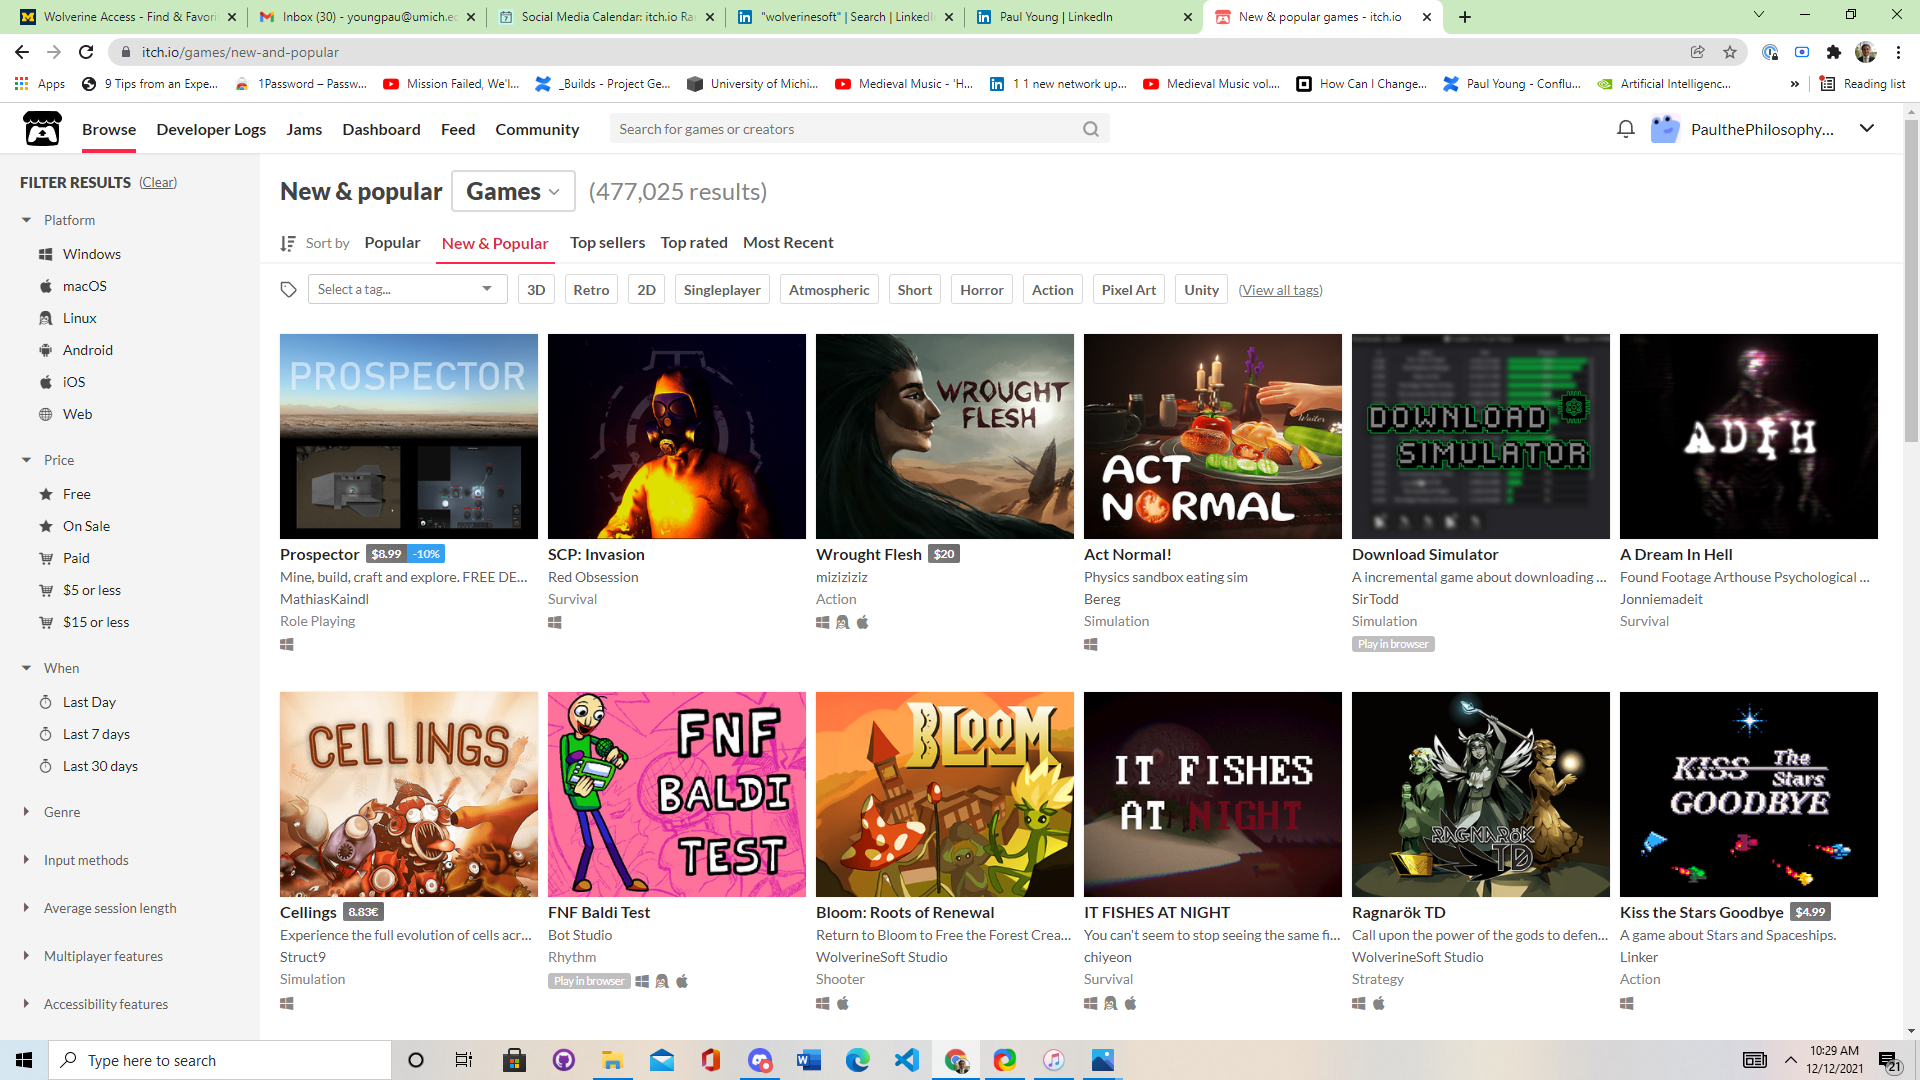 Wolverine Access - Find & Favori
Inbox (30) - youngpau@umich.ec
Social Media Calendar: itch.io Ra
"wolverinesoft" | Search | LinkedIn
Paul Young | LinkedIn
New & popular games - itch.io
itch.io/games/new-and-popular
Apps
9 Tips from an Expe...
1Password – Passw...
Mission Failed, We'l...
_Builds - Project Ge...
University of Michi...
Medieval Music - 'H...
1 1 new network up...
Medieval Music vol....
How Can I Change...
Paul Young - Conflu...
Artificial Intelligenc...
»
Reading list
Browse
Developer Logs
Jams
Dashboard
Feed
Community
Search for games or creators
PaulthePhilosophy...
FILTER RESULTS (Clear)
Platform
Windows
macOS
Linux
Android
iOS
Web
Price
Free
On Sale
Paid
$5 or less
$15 or less
When
Last Day
Last 7 days
Last 30 days
Genre
Input methods
Average session length
Multiplayer features
Accessibility features
New & popular Games (477,025 results)
Sort by Popular New & Popular Top sellers Top rated Most Recent
Select a tag... 3D Retro 2D Singleplayer Atmospheric Short Horror Action Pixel Art Unity (View all tags)
PROSPECTOR
Prospector $8.99 -10%
Mine, build, craft and explore. FREE DE...
MathiasKaindl
Role Playing
SCP: Invasion
Red Obsession
Survival
WROUGHT
FLESH
Wrought Flesh $20
miziziziz
Action
Waiter
ACT
NORMAL
Act Normal!
Physics sandbox eating sim
Bereg
Simulation
DOWNLOAD
SIMULATOR
Download Simulator
A incremental game about downloading ...
SirTodd
Simulation
Play in browser
ADIH
A Dream In Hell
Found Footage Arthouse Psychological ...
Jonniemadeit
Survival
CELLINGS
Cellings 8.83€
Experience the full evolution of cells acr...
Struct9
Simulation
FNF
BALDI
TEST
FNF Baldi Test
Bot Studio
Rhythm
Play in browser
BLOOM
Bloom: Roots of Renewal
Return to Bloom to Free the Forest Crea...
WolverineSoft Studio
Shooter
IT FISHES
AT NIGHT
IT FISHES AT NIGHT
You can't seem to stop seeing the same fi...
chiyeon
Survival
RAGNARÖK
TD
Ragnarök TD
Call upon the power of the gods to defen...
WolverineSoft Studio
Strategy
KISS The
Stars
GOODBYE
Kiss the Stars Goodbye $4.99
A game about Stars and Spaceships.
Linker
Action
Type here to search
10:29 AM
12/12/2021
21